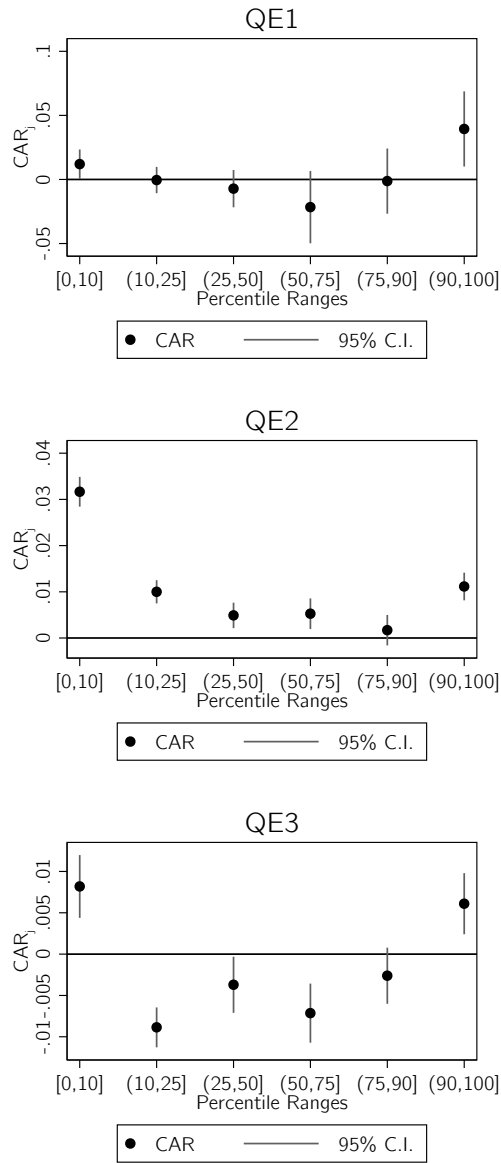 QE1
.1
.05
0
-.05
CARj
[0,10] (10,25] (25,50] (50,75] (75,90] (90,100]
Percentile Ranges
CAR 95% C.I.
QE2
.04
.03
.02
.01
0
CARj
[0,10] (10,25] (25,50] (50,75] (75,90] (90,100]
Percentile Ranges
CAR 95% C.I.
QE3
.01
.005
0
-.005
-.01
CARj
[0,10] (10,25] (25,50] (50,75] (75,90] (90,100]
Percentile Ranges
CAR 95% C.I.